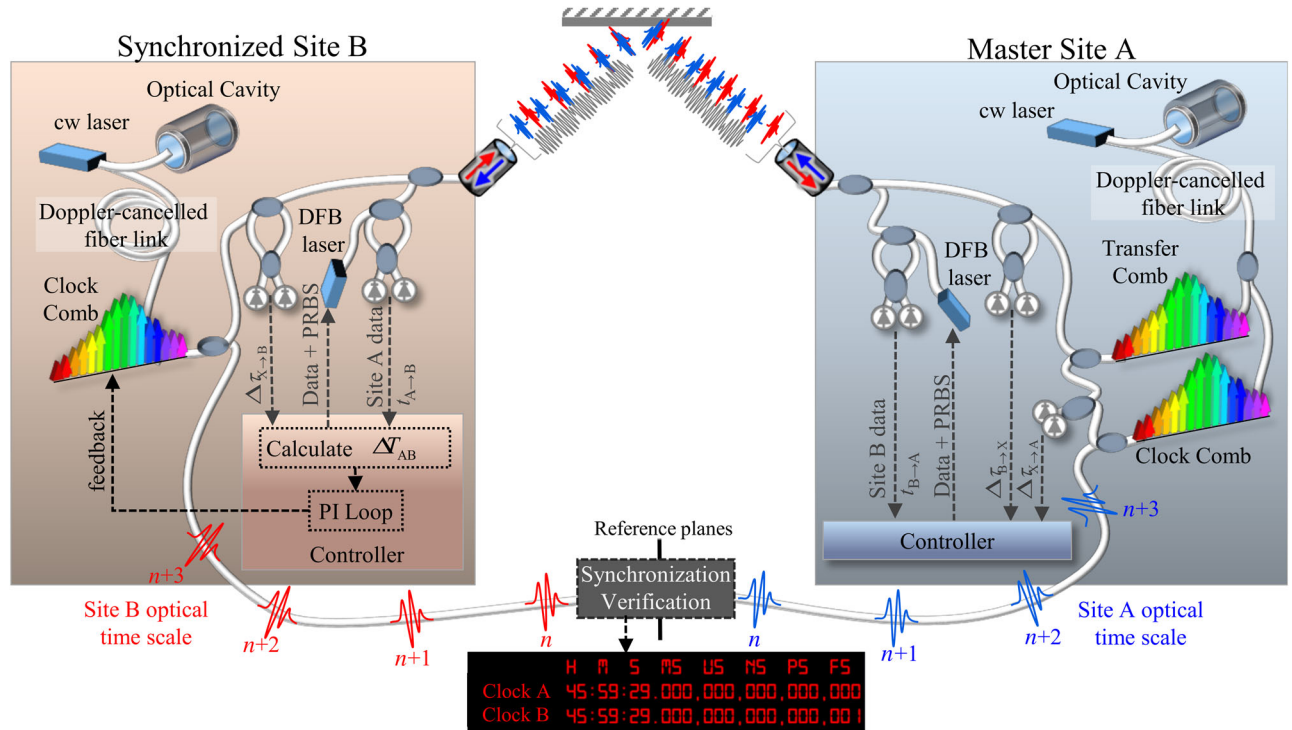 Synchronized Site B
Optical Cavity
cw laser
Doppler-cancelled
fiber link
DFB
laser
Clock
Comb
Δτ_X→B
Data + PRBS
Site A data
t_A→B
feedback
Calculate ΔT_AB
PI Loop
Controller
n+3
Site B optical
time scale
n+2
n+1
n
Master Site A
Optical Cavity
cw laser
Doppler-cancelled
fiber link
DFB
laser
Transfer
Comb
Clock Comb
Site B data
t_B→A
Data + PRBS
Δτ_B→X
Δτ_X→A
Controller
n+3
Reference planes
Synchronization
Verification
n
n+1
n+2
Site A optical
time scale
H M S MS US NS PS FS
Clock A 45:59:29.000,000,000,000,000
Clock B 45:59:29.000,000,000,000,001